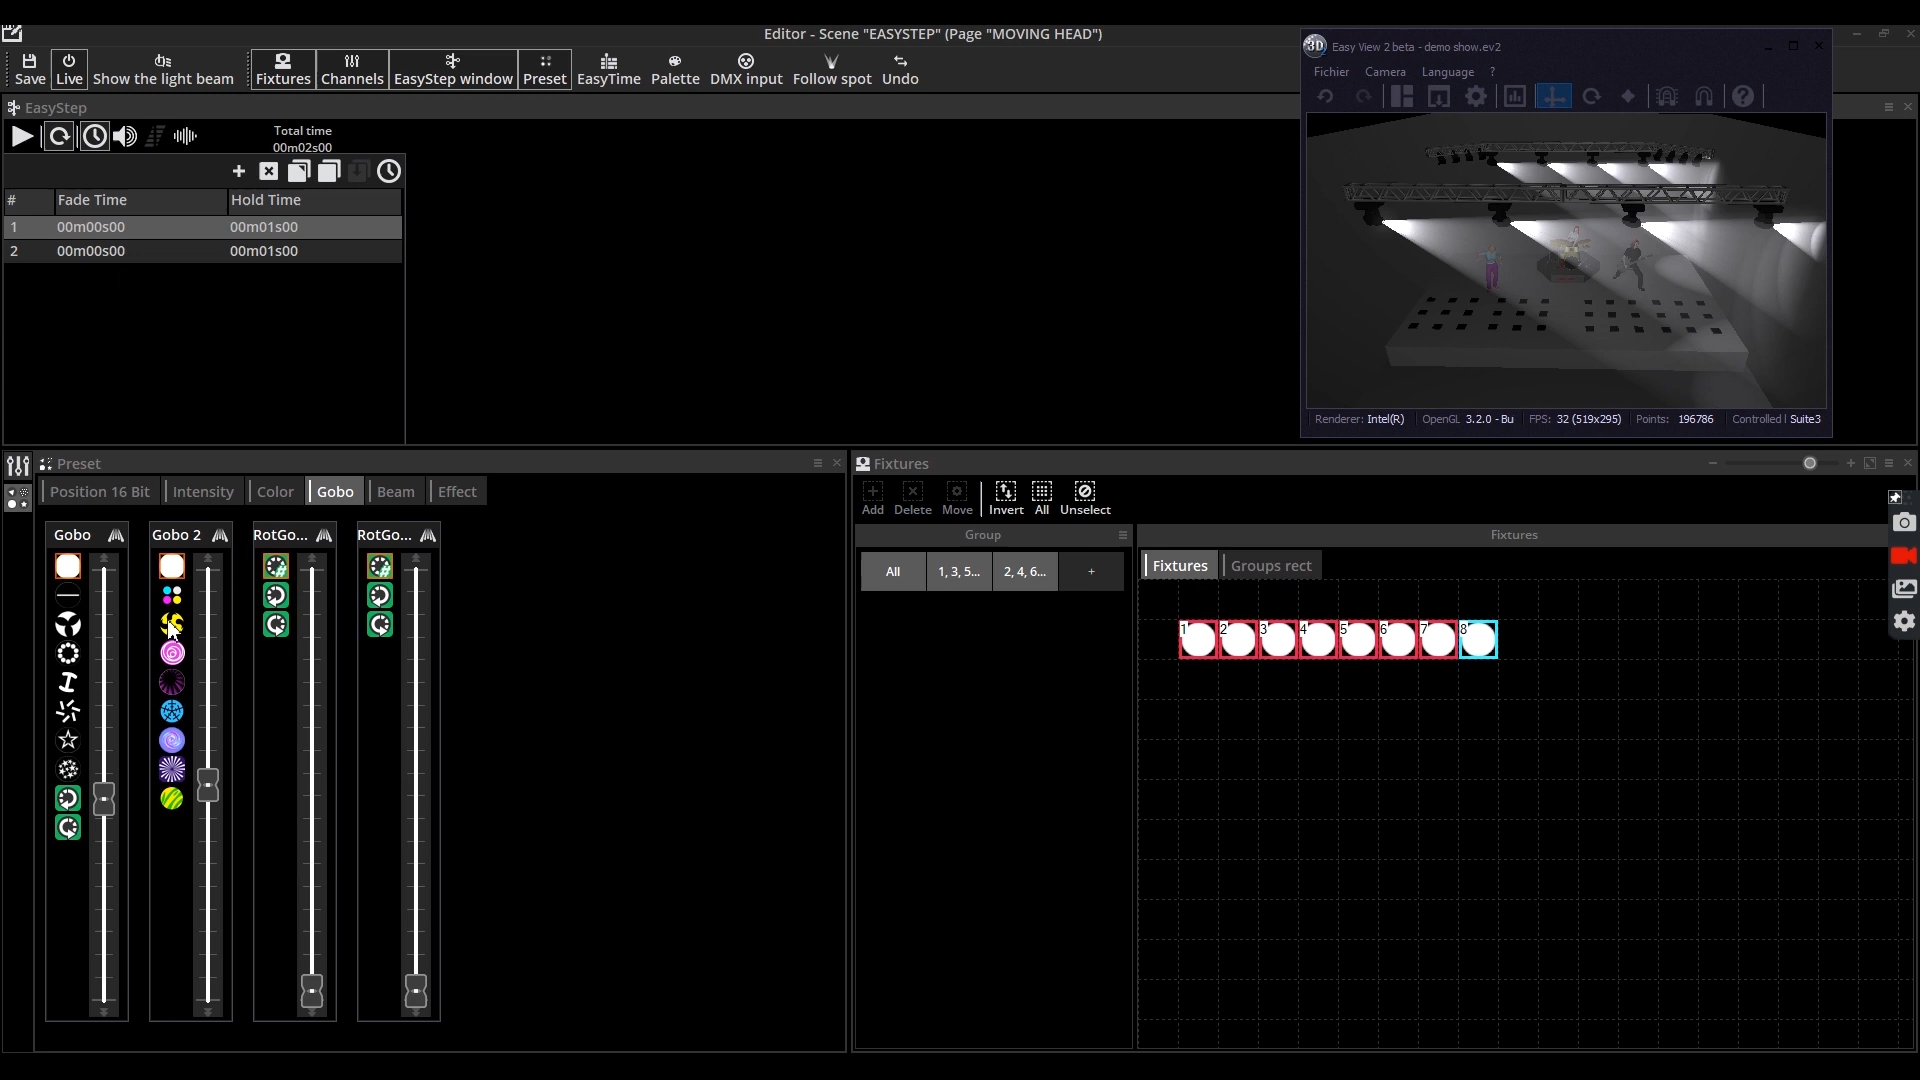 Editor - Scene "EASYSTEP" (Page "MOVING HEAD")
Save Live Show the light beam Fixtures Channels EasyStep window Preset EasyTime Palette DMX input Follow spot Undo
3D Easy View 2 beta - demo show.ev2
Fichier Camera Language ?
EasyStep
Total time
00m02s00
# Fade Time Hold Time
1 00m00s00 00m01s00
2 00m00s00 00m01s00
Renderer: Intel(R) OpenGL 3.2.0 - Bu FPS: 32 (519x295) Points: 196786 Controlled Suite3
Preset
Position 16 Bit Intensity Color Gobo Beam Effect
Gobo Gobo 2 RotGo... RotGo...
Fixtures
Add Delete Move Invert All Unselect
Group
All 1, 3, 5... 2, 4, 6... +
Fixtures
Fixtures Groups rect
1 2 3 4 5 6 7 8